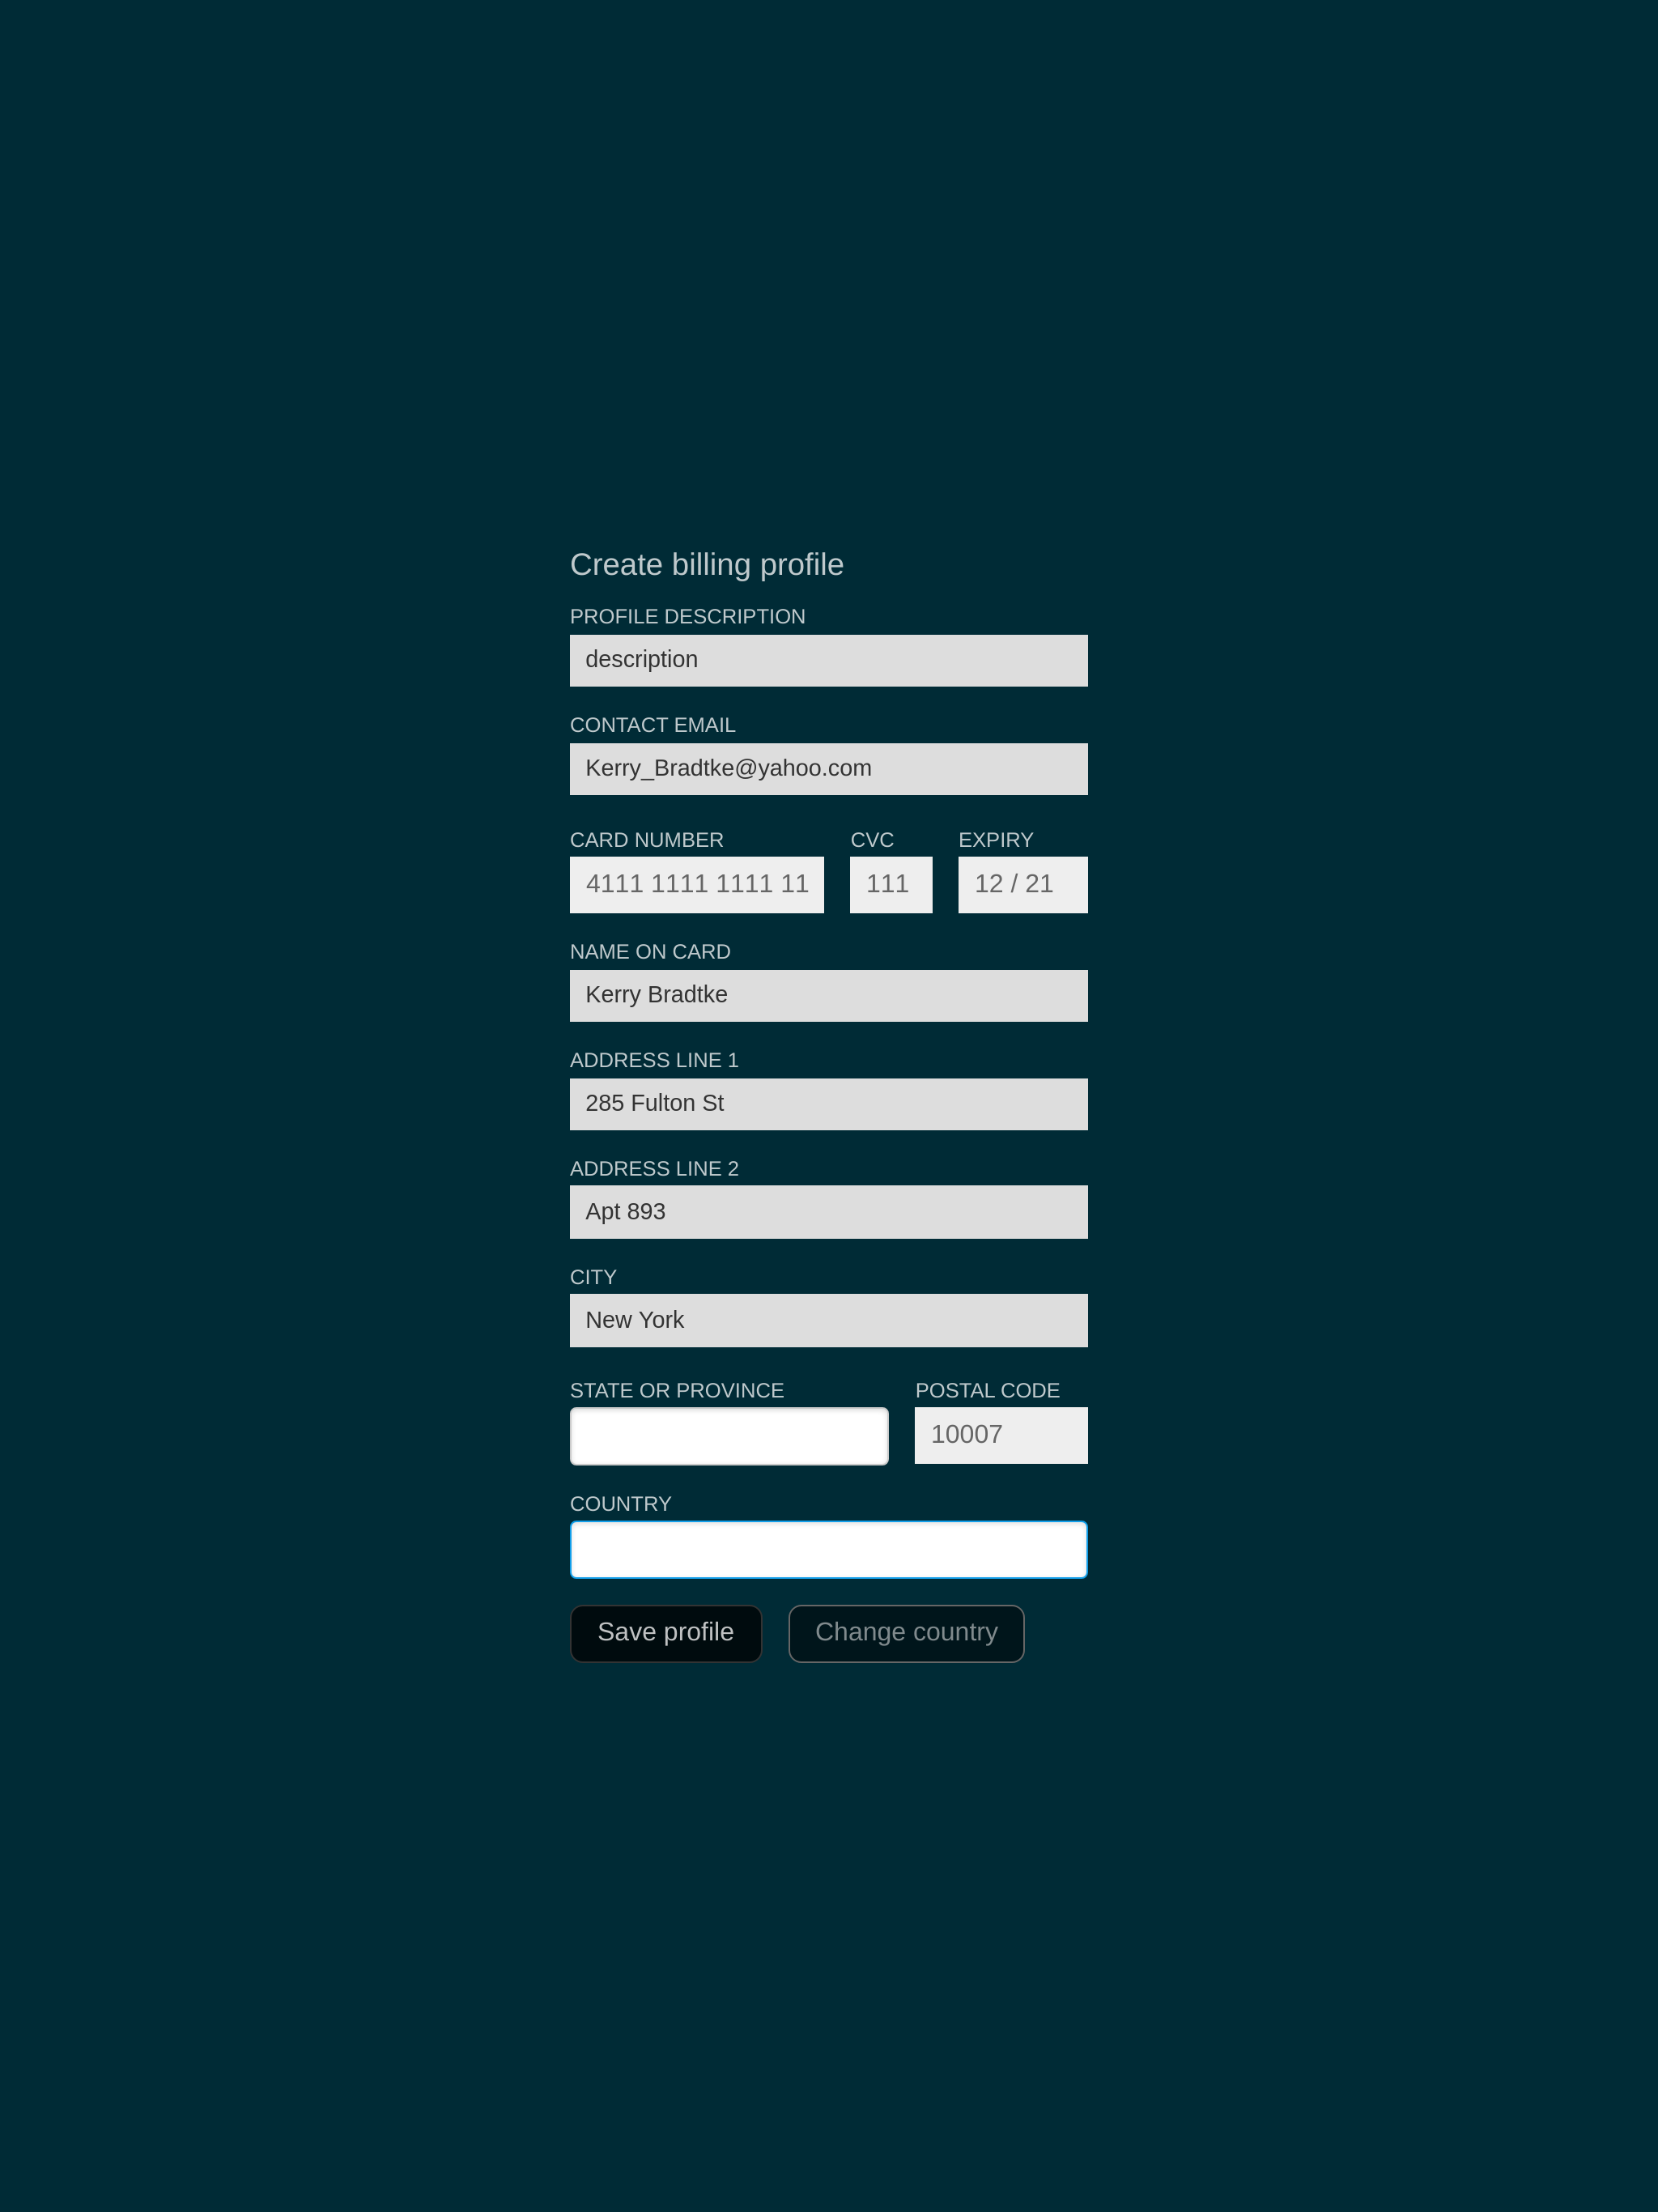 Create billing profile
PROFILE DESCRIPTION
description
CONTACT EMAIL
Kerry_Bradtke@yahoo.com
CARD NUMBER CVC EXPIRY
4111 1111 1111 11 111 12 / 21
NAME ON CARD
Kerry Bradtke
ADDRESS LINE 1
285 Fulton St
ADDRESS LINE 2
Apt 893
CITY
New York
STATE OR PROVINCE POSTAL CODE
10007
COUNTRY
Save profile Change country